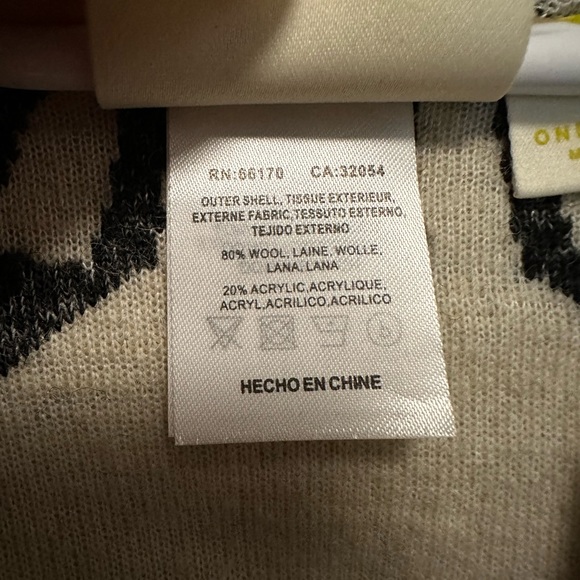 RN:66170 CA:32054
OUTER SHELL, TISSUE EXTERIEUR,
EXTERNE FABRIC, TESSUTO ESTERNO,
TEJIDO EXTERNO
80% WOOL, LAINE, WOLLE,
LANA, LANA
20% ACRYLIC, ACRYLIQUE,
ACRYL, ACRILICO, ACRILICO
HECHO EN CHINE